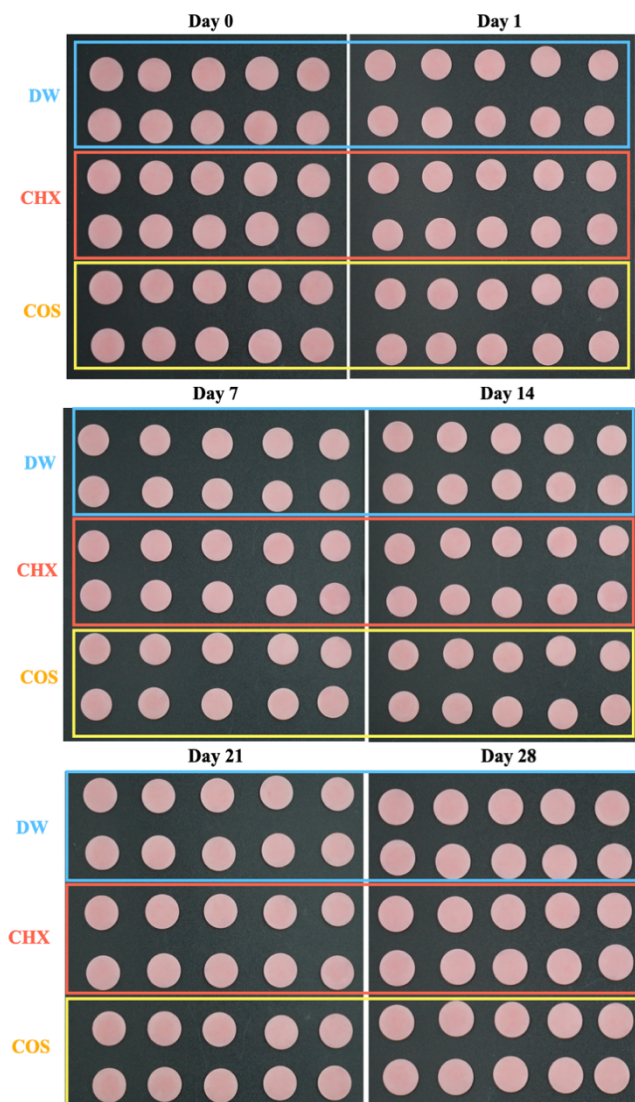 Day 0 Day 1
DW
CHX
COS
Day 7 Day 14
DW
CHX
COS
Day 21 Day 28
DW
CHX
COS